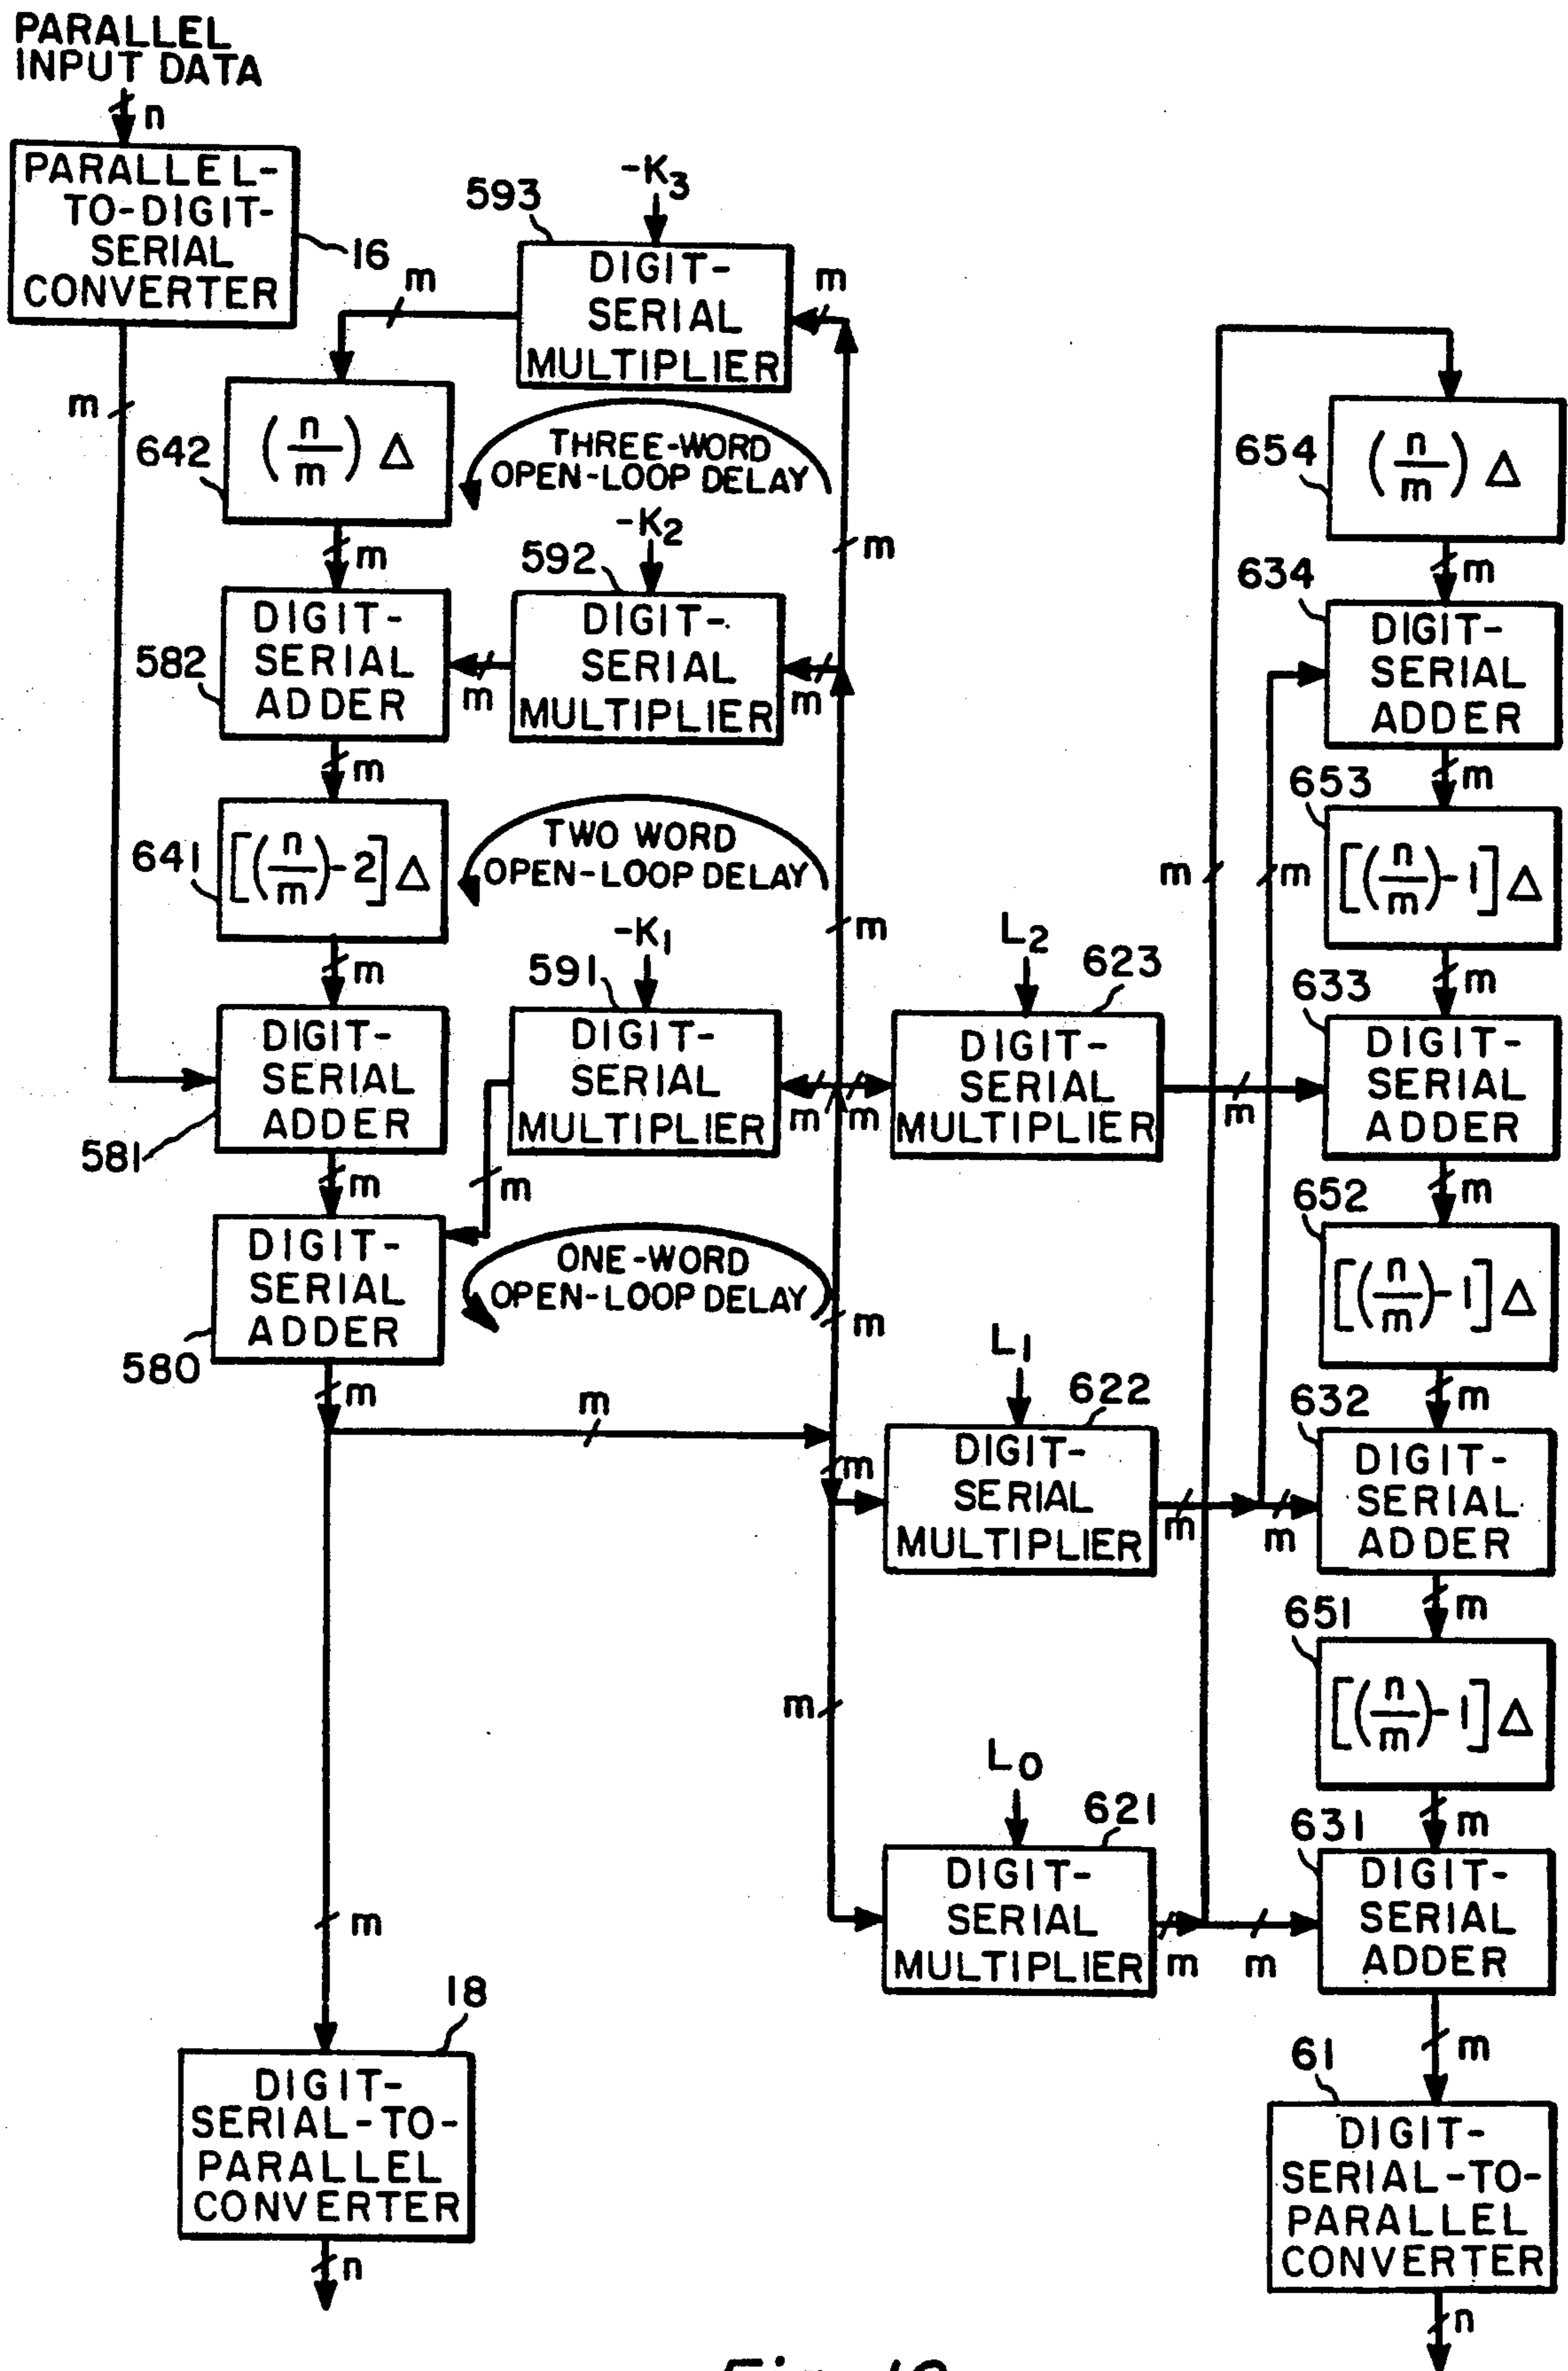 PARALLEL
INPUT DATA
n
PARALLEL-
TO-DIGIT-
SERIAL
CONVERTER
16
m
593
-K3
DIGIT-
SERIAL
MULTIPLIER
m
m
642
(n/m) Δ
THREE-WORD
OPEN-LOOP DELAY
m
m
592
-K2
DIGIT-
SERIAL
MULTIPLIER
m
m
582
DIGIT-
SERIAL
ADDER
m
641
[(n/m)-2] Δ
TWO WORD
OPEN-LOOP DELAY
m
m
591
-K1
DIGIT-
SERIAL
MULTIPLIER
m
m
581
DIGIT-
SERIAL
ADDER
m
m
580
DIGIT-
SERIAL
ADDER
ONE-WORD
OPEN-LOOP DELAY
m
m
m
m
m
18
DIGIT-
SERIAL-TO-
PARALLEL
CONVERTER
n
L2
623
DIGIT-
SERIAL
MULTIPLIER
m
L1
622
DIGIT-
SERIAL
MULTIPLIER
m
m
m
L0
621
DIGIT-
SERIAL
MULTIPLIER
m
m
m
m
654
(n/m) Δ
m
634
DIGIT-
SERIAL
ADDER
m
653
[(n/m)-1] Δ
m
633
DIGIT-
SERIAL
ADDER
m
652
[(n/m)-1] Δ
m
632
DIGIT-
SERIAL
ADDER
m
651
[(n/m)-1] Δ
m
631
DIGIT-
SERIAL
ADDER
m
61
DIGIT-
SERIAL-TO-
PARALLEL
CONVERTER
n